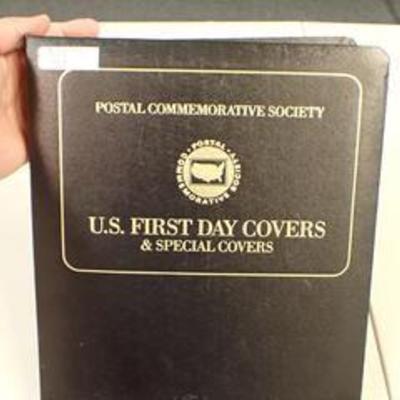 POSTAL COMMEMORATIVE SOCIETY
POSTAL
COMMEMORATIVE SOCIETY
U.S. FIRST DAY COVERS
& SPECIAL COVERS